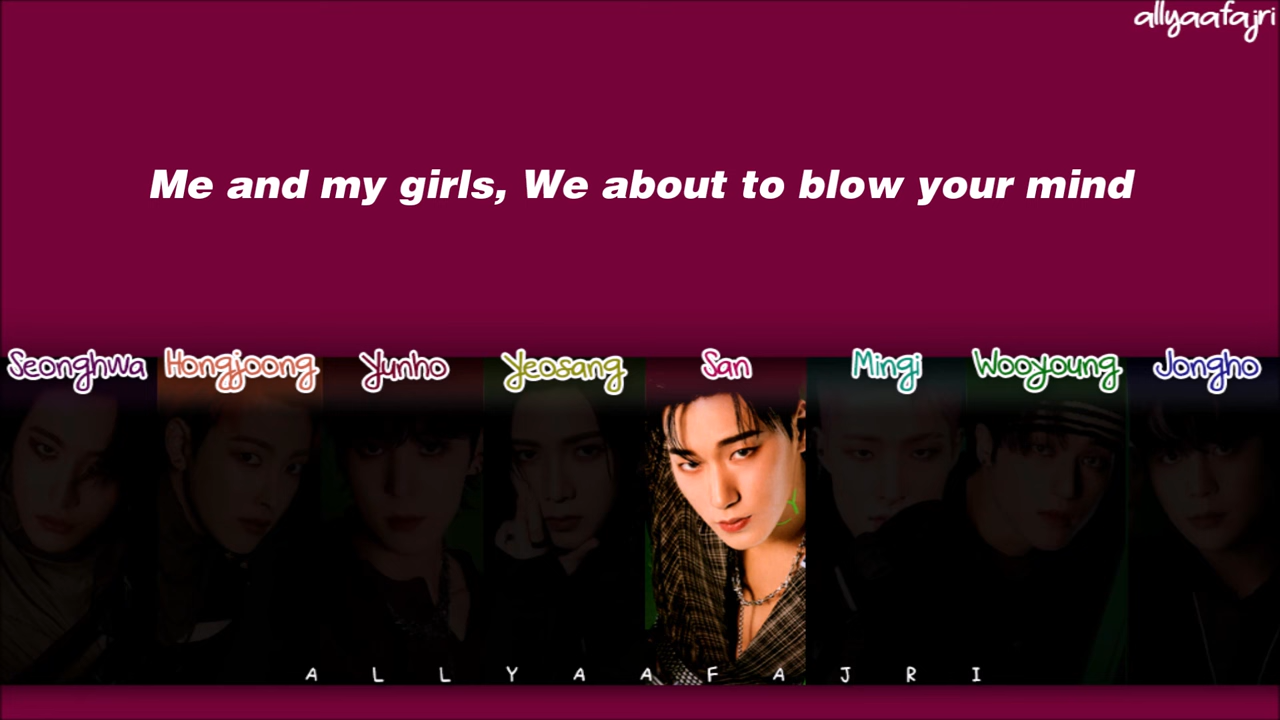 allyaafajri
Me and my girls, We about to blow your mind
Seonghwa Hongjoong Yunho Yeosang San Mingi Wooyoung Jongho
A L L Y A A F A J R I